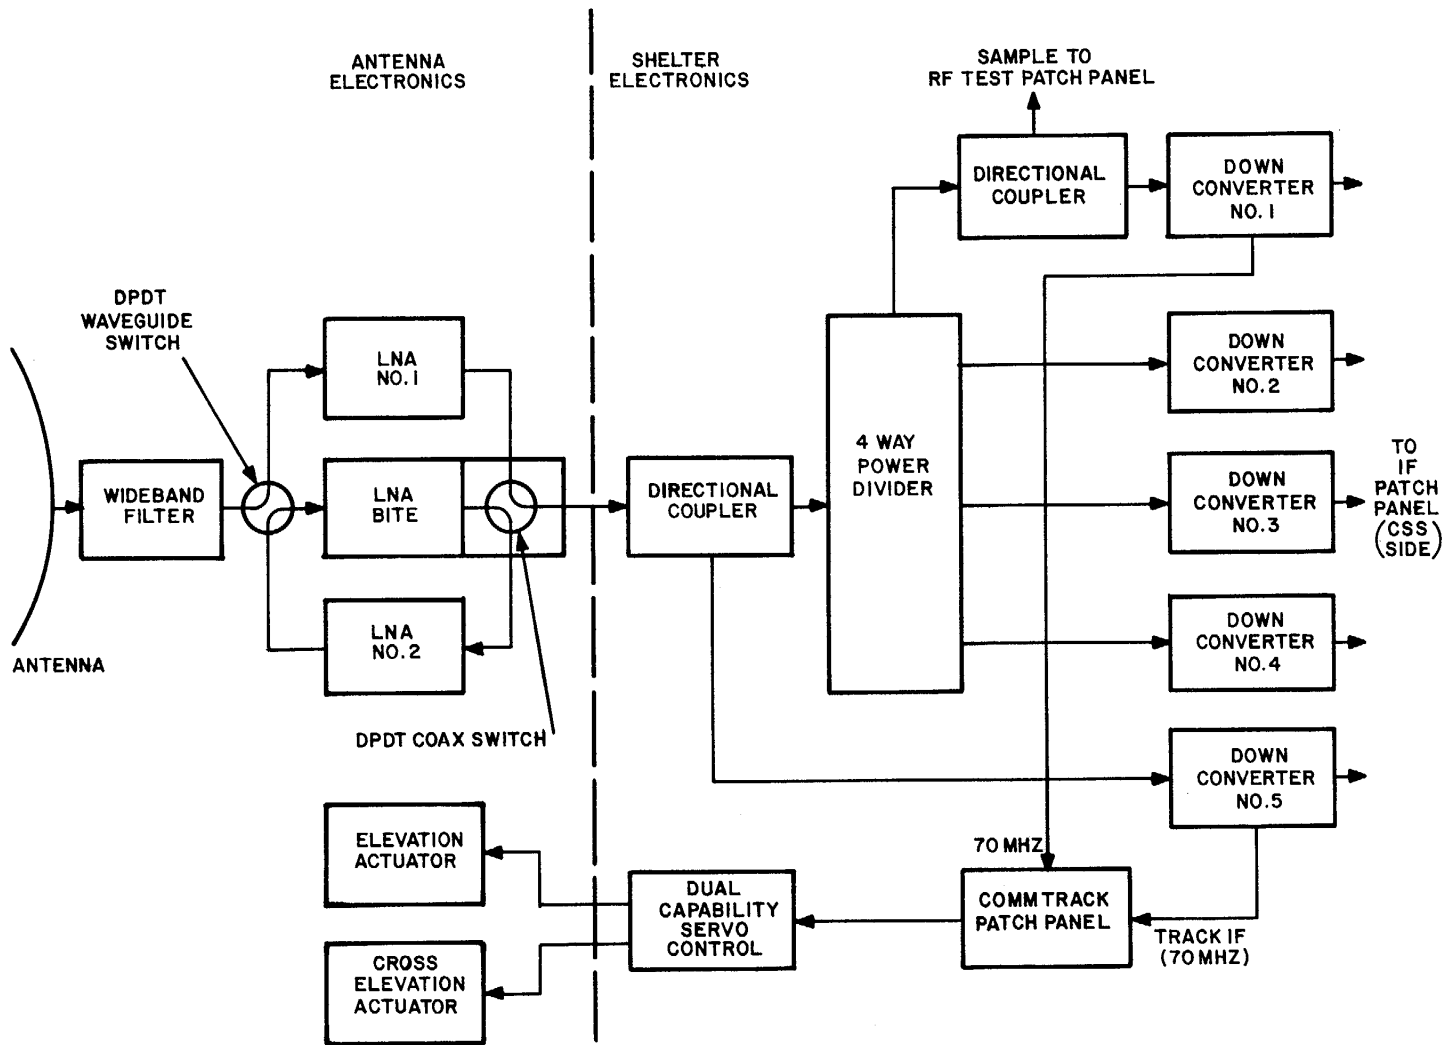 ANTENNA
ELECTRONICS
SHELTER
ELECTRONICS
SAMPLE TO
RF TEST PATCH PANEL
DIRECTIONAL
COUPLER
DOWN
CONVERTER
NO. 1
DPDT
WAVEGUIDE
SWITCH
LNA
NO. 1
DOWN
CONVERTER
NO. 2
WIDEBAND
FILTER
LNA
BITE
DIRECTIONAL
COUPLER
4 WAY
POWER
DIVIDER
DOWN
CONVERTER
NO. 3
TO
IF
PATCH
PANEL
(CSS
SIDE)
LNA
NO. 2
DOWN
CONVERTER
NO. 4
ANTENNA
DPDT COAX SWITCH
DOWN
CONVERTER
NO. 5
ELEVATION
ACTUATOR
70 MHZ
DUAL
CAPABILITY
SERVO
CONTROL
COMM TRACK
PATCH PANEL
TRACK IF
(70 MHZ)
CROSS
ELEVATION
ACTUATOR